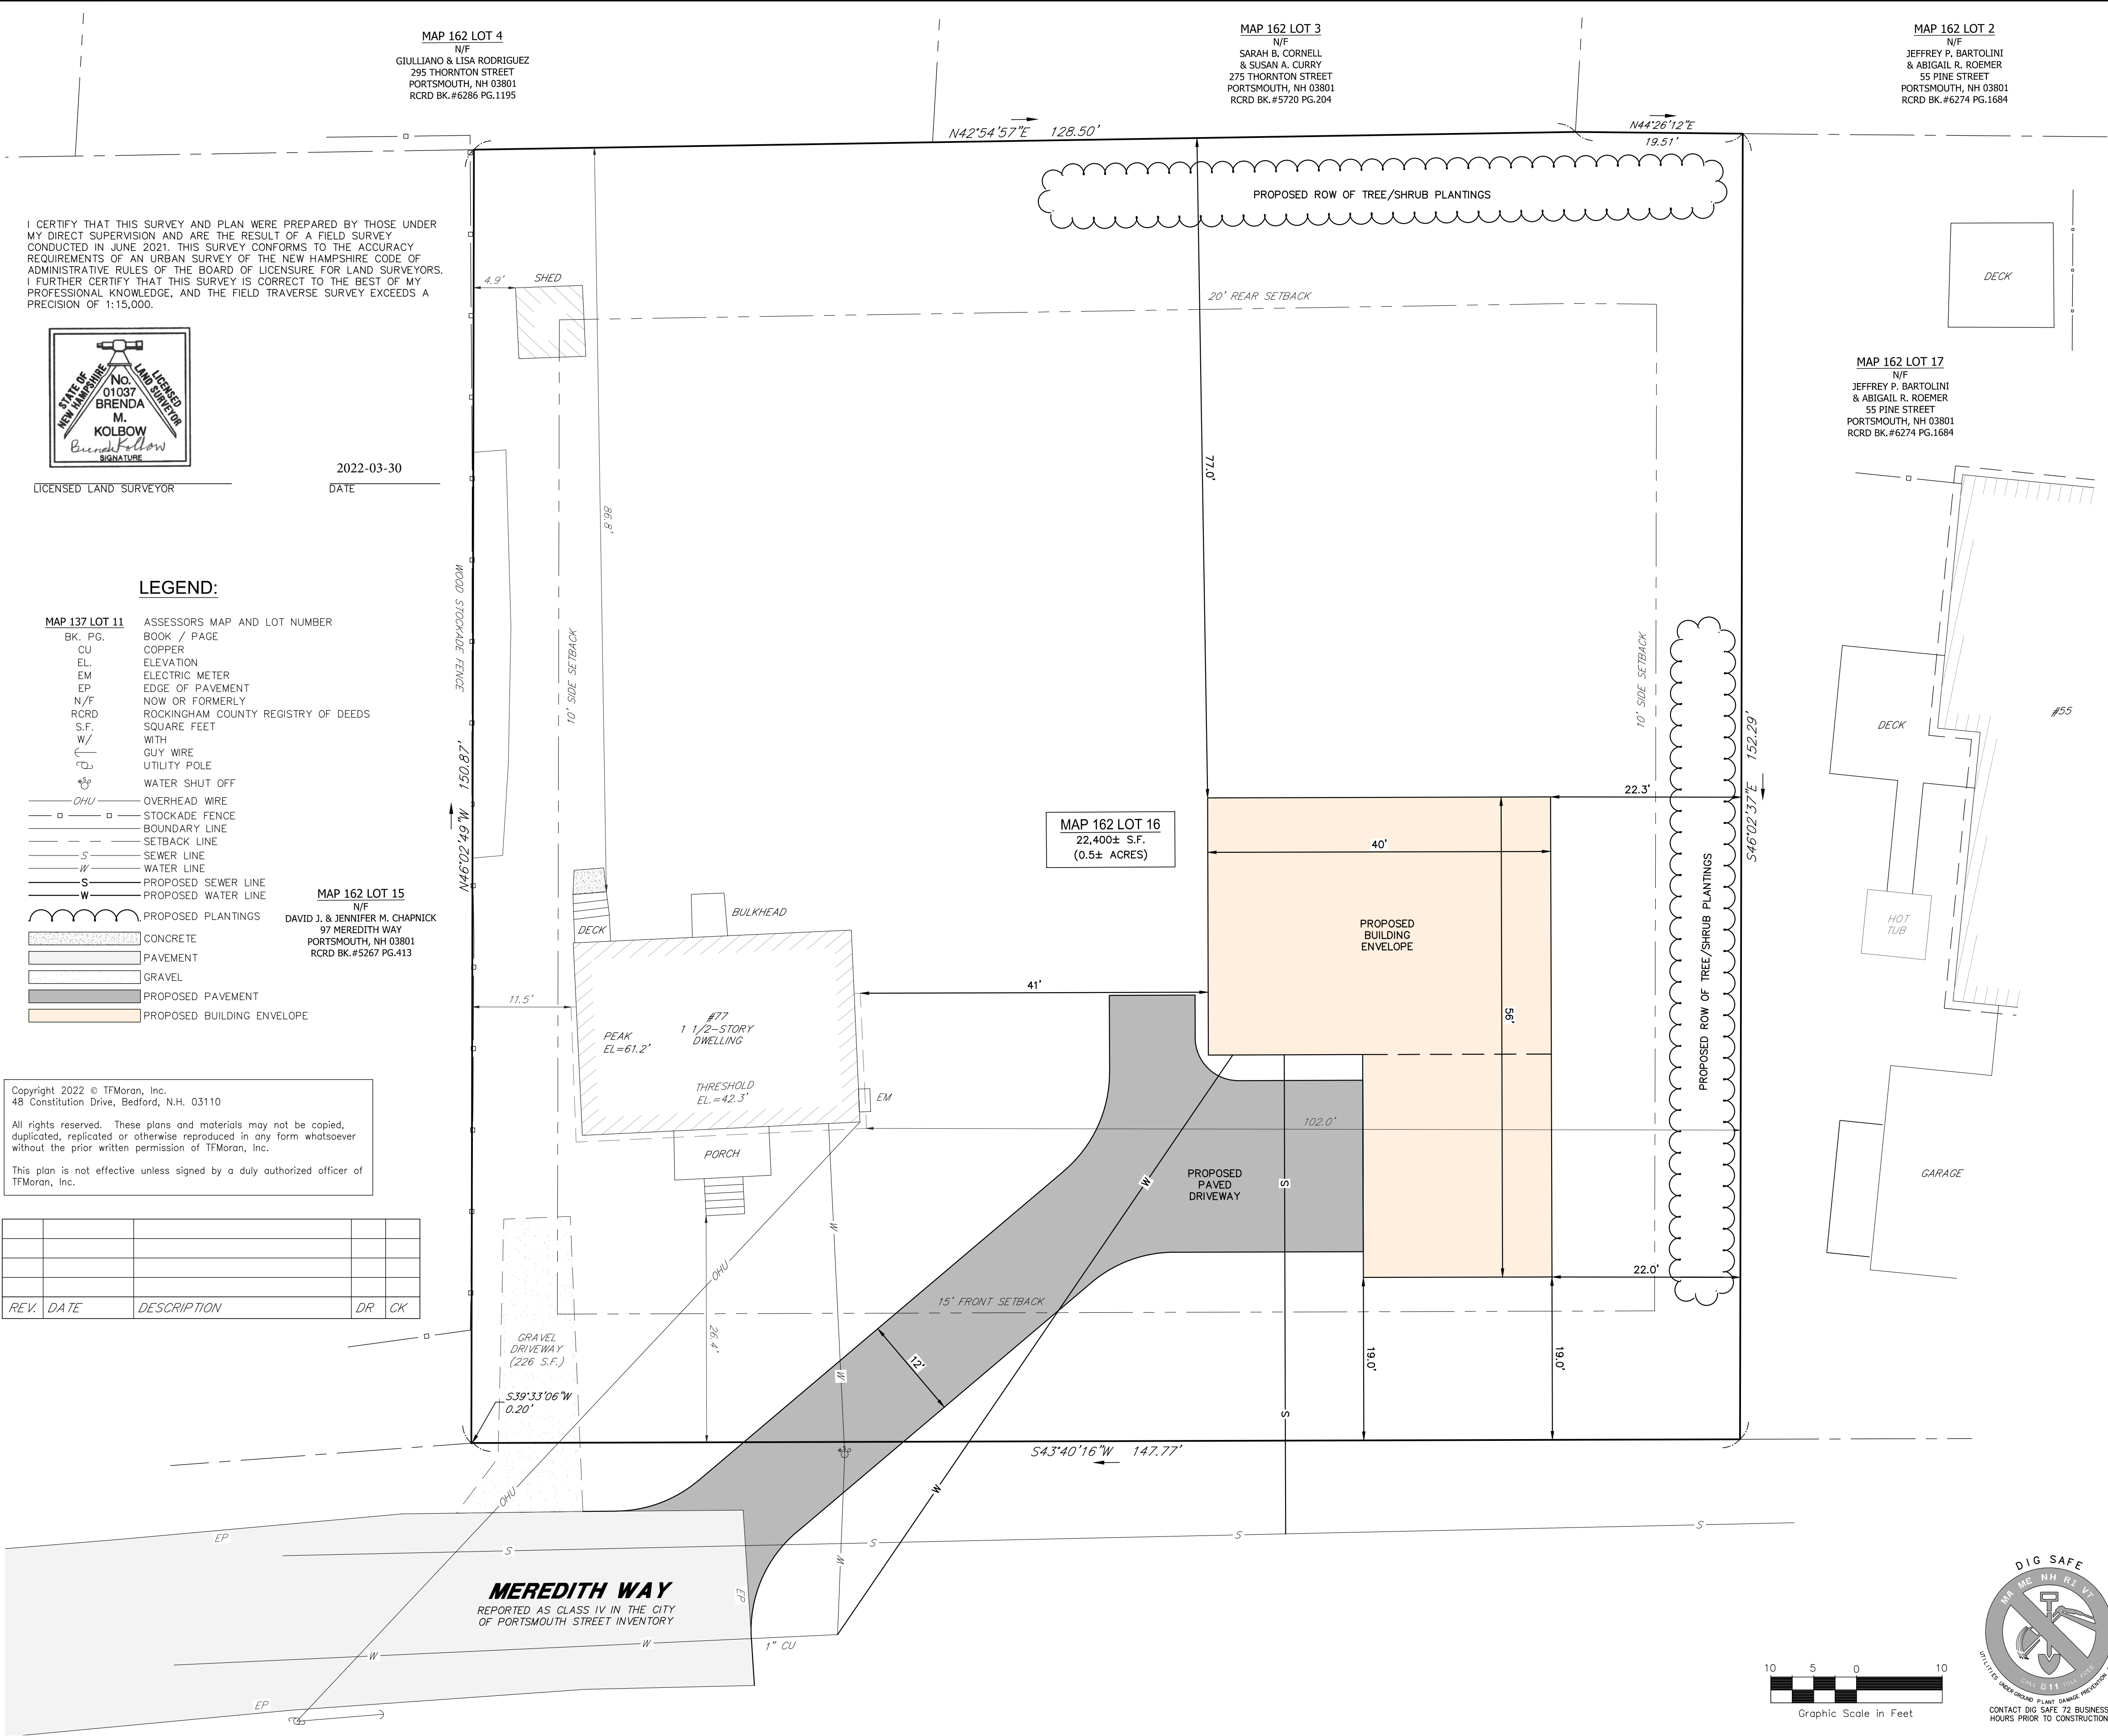 MAP 162 LOT 4
N/F
GIULLIANO & LISA RODRIGUEZ
295 THORNTON STREET
PORTSMOUTH, NH 03801
RCRD BK.#6286 PG.1195
MAP 162 LOT 3
N/F
SARAH B. CORNELL
& SUSAN A. CURRY
275 THORNTON STREET
PORTSMOUTH, NH 03801
RCRD BK.#5720 PG.204
MAP 162 LOT 2
N/F
JEFFREY P. BARTOLINI
& ABIGAIL R. ROEMER
55 PINE STREET
PORTSMOUTH, NH 03801
RCRD BK.#6274 PG.1684
N42°54'57"E 128.50'
N44°26'12"E
19.51'
PROPOSED ROW OF TREE/SHRUB PLANTINGS
I CERTIFY THAT THIS SURVEY AND PLAN WERE PREPARED BY THOSE UNDER
MY DIRECT SUPERVISION AND ARE THE RESULT OF A FIELD SURVEY
CONDUCTED IN JUNE 2021. THIS SURVEY CONFORMS TO THE ACCURACY
REQUIREMENTS OF AN URBAN SURVEY OF THE NEW HAMPSHIRE CODE OF
ADMINISTRATIVE RULES OF THE BOARD OF LICENSURE FOR LAND SURVEYORS.
I FURTHER CERTIFY THAT THIS SURVEY IS CORRECT TO THE BEST OF MY
PROFESSIONAL KNOWLEDGE, AND THE FIELD TRAVERSE SURVEY EXCEEDS A
PRECISION OF 1:15,000.
STATE OF
NEW HAMPSHIRE
LICENSED
LAND SURVEYOR
No.
01037
BRENDA
M.
KOLBOW
Brenda Kolbow
SIGNATURE
2022-03-30
LICENSED LAND SURVEYOR
DATE
4.9'
SHED
20' REAR SETBACK
DECK
MAP 162 LOT 17
N/F
JEFFREY P. BARTOLINI
& ABIGAIL R. ROEMER
55 PINE STREET
PORTSMOUTH, NH 03801
RCRD BK.#6274 PG.1684
77.0'
86.8'
WOOD STOCKADE FENCE
10' SIDE SETBACK
10' SIDE SETBACK
N46°02'49"W 150.87'
S46°02'37"E 152.29'
DECK
#55
HOT
TUB
GARAGE
LEGEND:
MAP 137 LOT 11 ASSESSORS MAP AND LOT NUMBER
BK. PG. BOOK / PAGE
CU COPPER
EL. ELEVATION
EM ELECTRIC METER
EP EDGE OF PAVEMENT
N/F NOW OR FORMERLY
RCRD ROCKINGHAM COUNTY REGISTRY OF DEEDS
S.F. SQUARE FEET
W/ WITH
GUY WIRE
UTILITY POLE
WATER SHUT OFF
OHU OVERHEAD WIRE
STOCKADE FENCE
BOUNDARY LINE
SETBACK LINE
S SEWER LINE
W WATER LINE
S PROPOSED SEWER LINE
W PROPOSED WATER LINE
PROPOSED PLANTINGS
CONCRETE
PAVEMENT
GRAVEL
PROPOSED PAVEMENT
PROPOSED BUILDING ENVELOPE
MAP 162 LOT 15
N/F
DAVID J. & JENNIFER M. CHAPNICK
97 MEREDITH WAY
PORTSMOUTH, NH 03801
RCRD BK.#5267 PG.413
MAP 162 LOT 16
22,400± S.F.
(0.5± ACRES)
22.3'
40'
PROPOSED
BUILDING
ENVELOPE
56'
PROPOSED ROW OF TREE/SHRUB PLANTINGS
BULKHEAD
DECK
11.5'
41'
#77
1 1/2-STORY
DWELLING
PEAK
EL=61.2'
THRESHOLD
EL.=42.3'
EM
102.0'
PORCH
PROPOSED
PAVED
DRIVEWAY
W
S
W
OHU
22.0'
15' FRONT SETBACK
Copyright 2022 © TFMoran, Inc.
48 Constitution Drive, Bedford, N.H. 03110
All rights reserved. These plans and materials may not be copied,
duplicated, replicated or otherwise reproduced in any form whatsoever
without the prior written permission of TFMoran, Inc.
This plan is not effective unless signed by a duly authorized officer of
TFMoran, Inc.
REV. DATE DESCRIPTION DR CK
GRAVEL
DRIVEWAY
(226 S.F.)
26.4'
12'
W
19.0'
19.0'
S39°33'06"W
0.20'
S
S43°40'16"W 147.77'
OHU
W
EP
S
S
S
S
W
MEREDITH WAY
REPORTED AS CLASS IV IN THE CITY
OF PORTSMOUTH STREET INVENTORY
EP
W
W
1" CU
EP
10 5 0 10
Graphic Scale in Feet
DIG SAFE
MA ME NH RI VT
CALL 811 TOLL FREE
UTILITIES UNDERGROUND PLANT DAMAGE PREVENTION
CONTACT DIG SAFE 72 BUSINESS
HOURS PRIOR TO CONSTRUCTION